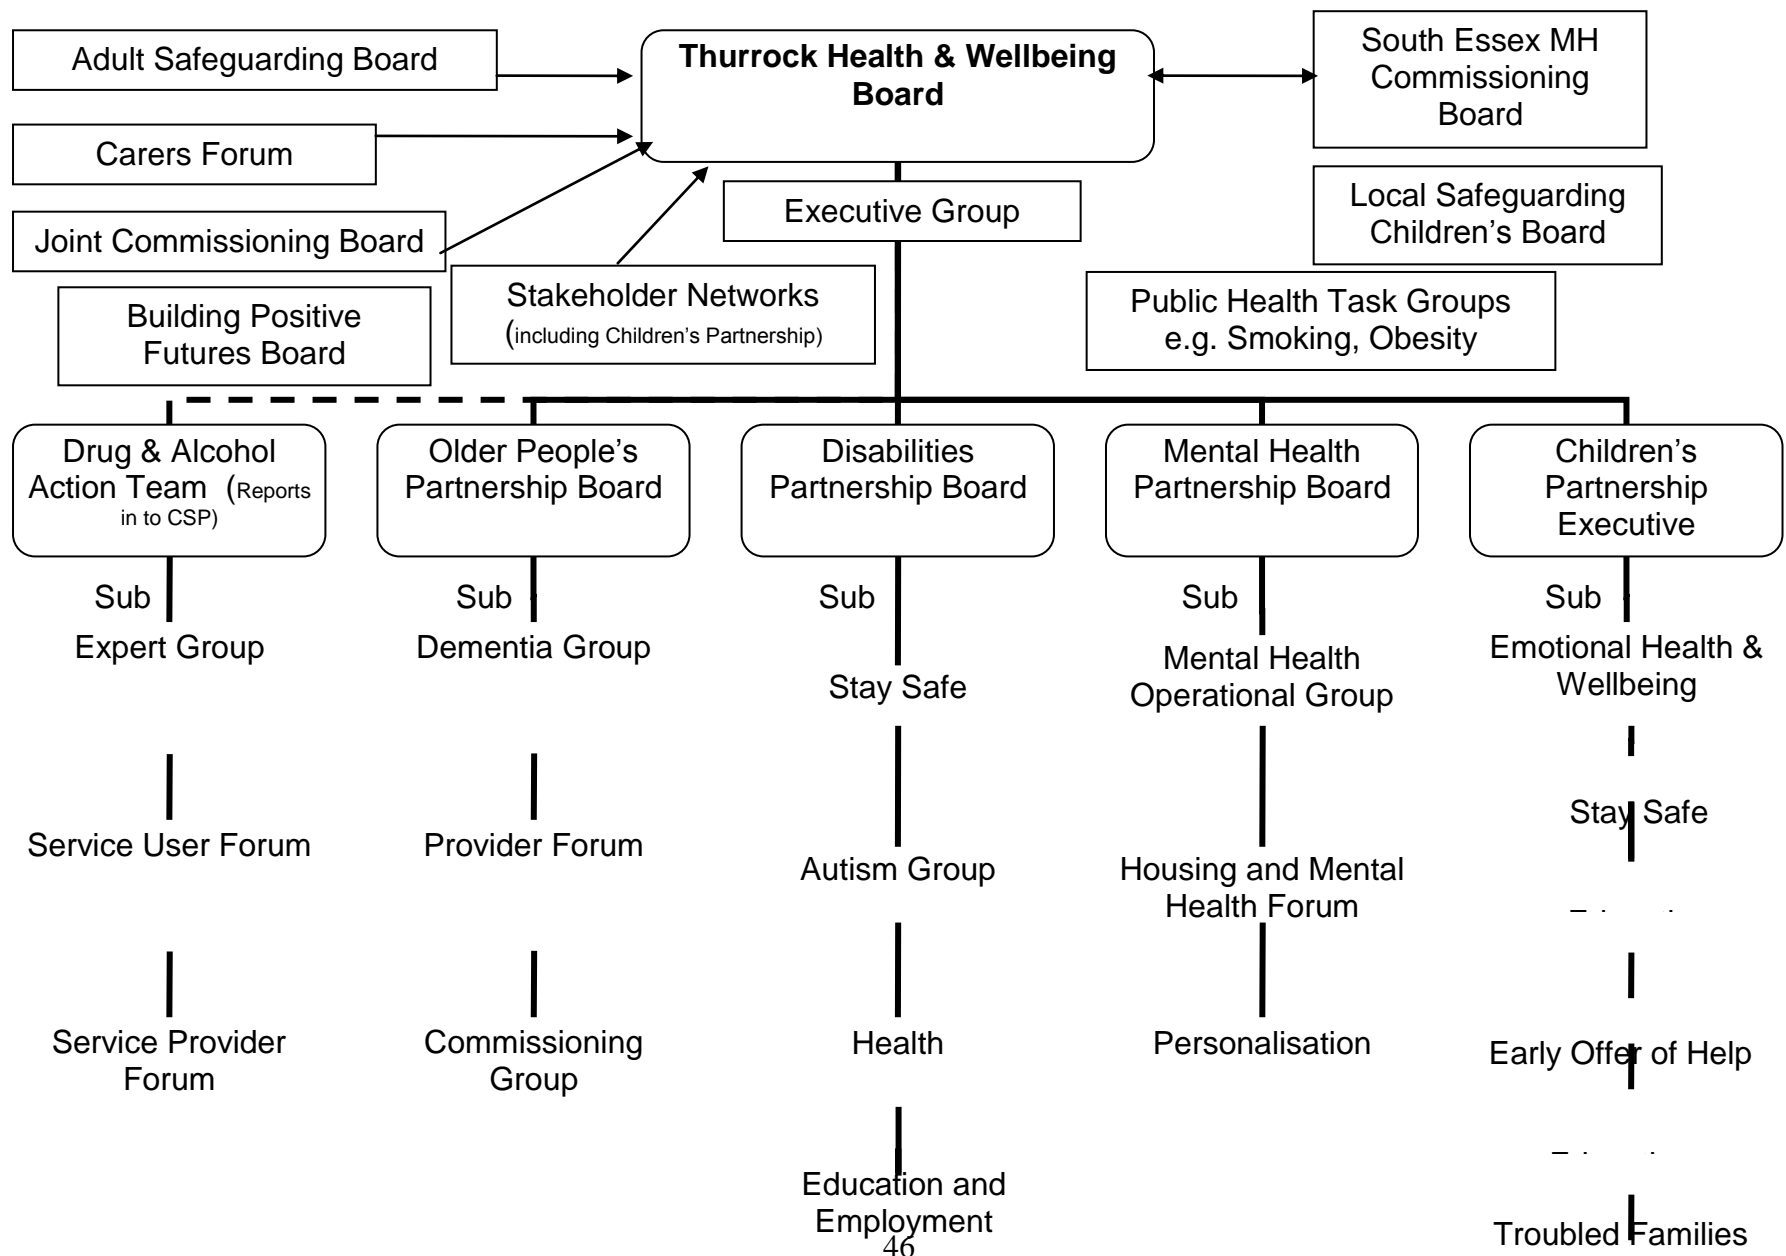 Adult Safeguarding Board
Thurrock Health & Wellbeing
Board
South Essex MH
Commissioning
Board
Carers Forum
Executive Group
Local Safeguarding
Children’s Board
Joint Commissioning Board
Stakeholder Networks
(including Children’s Partnership)
Building Positive
Futures Board
Public Health Task Groups
e.g. Smoking, Obesity
Drug & Alcohol
Action Team (Reports
in to CSP)
Older People’s
Partnership Board
Disabilities
Partnership Board
Mental Health
Partnership Board
Children’s
Partnership
Executive
Sub
Sub
Sub
Sub
Sub
Expert Group
Dementia Group
Stay Safe
Mental Health
Operational Group
Emotional Health &
Wellbeing
Stay Safe
Service User Forum
Provider Forum
Autism Group
Housing and Mental
Health Forum
Service Provider
Forum
Commissioning
Group
Health
Personalisation
Early Offer of Help
Education and
Employment
Troubled Families
46